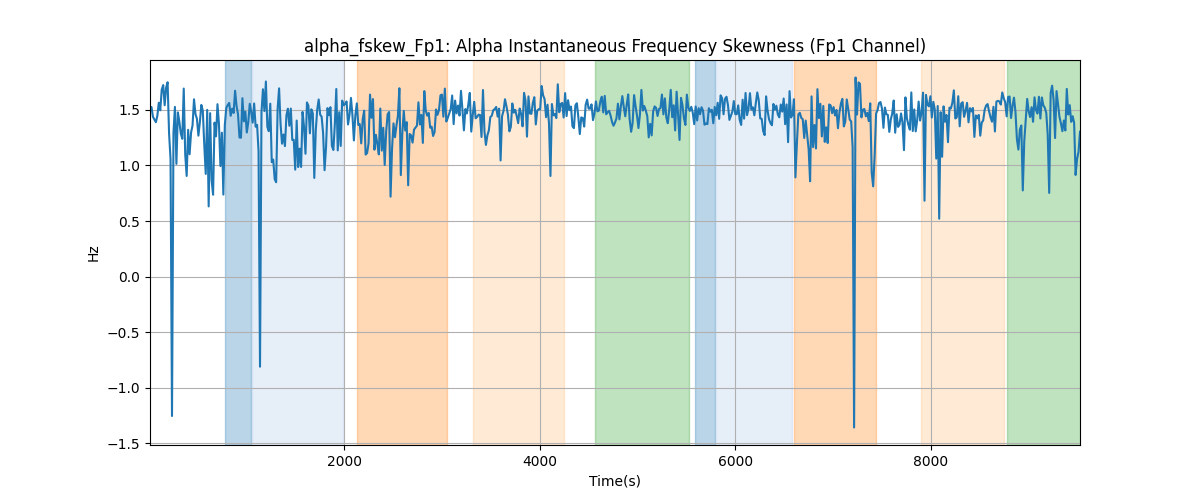 alpha_fskew_Fp1: Alpha Instantaneous Frequency Skewness (Fp1 Channel)
Hz
1.5
1.0
0.5
0.0
−0.5
−1.0
−1.5
2000 4000 6000 8000
Time(s)